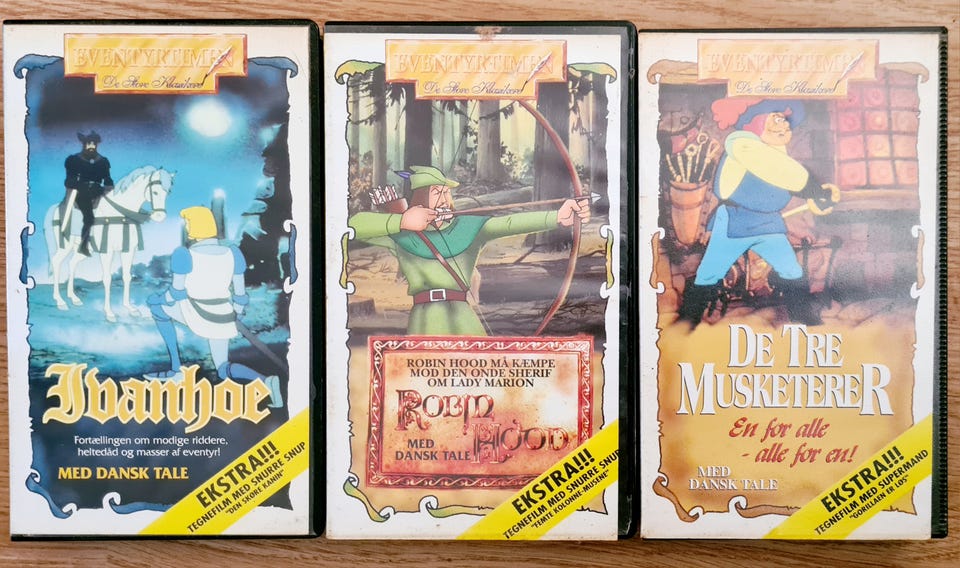 EVENTYRTIMEN
De Store Klassikere
Ivanhoe
Fortællingen om modige riddere,
heltedåd og masser af eventyr!
MED DANSK TALE
EKSTRA!!!
TEGNEFILM MED SNURRE SNUP
"DEN SKØRE KANIN"
EVENTYRTIMEN
De Store Klassikere
ROBIN HOOD MÅ KÆMPE
MOD DEN ONDE SHERIF
OM LADY MARION
ROBIN
HOOD
MED
DANSK TALE
EKSTRA!!!
TEGNEFILM MED SNURRE SNUP
"FEMTE KOLONNE-MUSENE"
EVENTYRTIMEN
De Store Klassikere
DE TRE
MUSKETERER
En for alle
- alle for en!
MED
DANSK TALE
EKSTRA!!!
TEGNEFILM MED SUPERMAND
"GORILLAEN ER LØS"